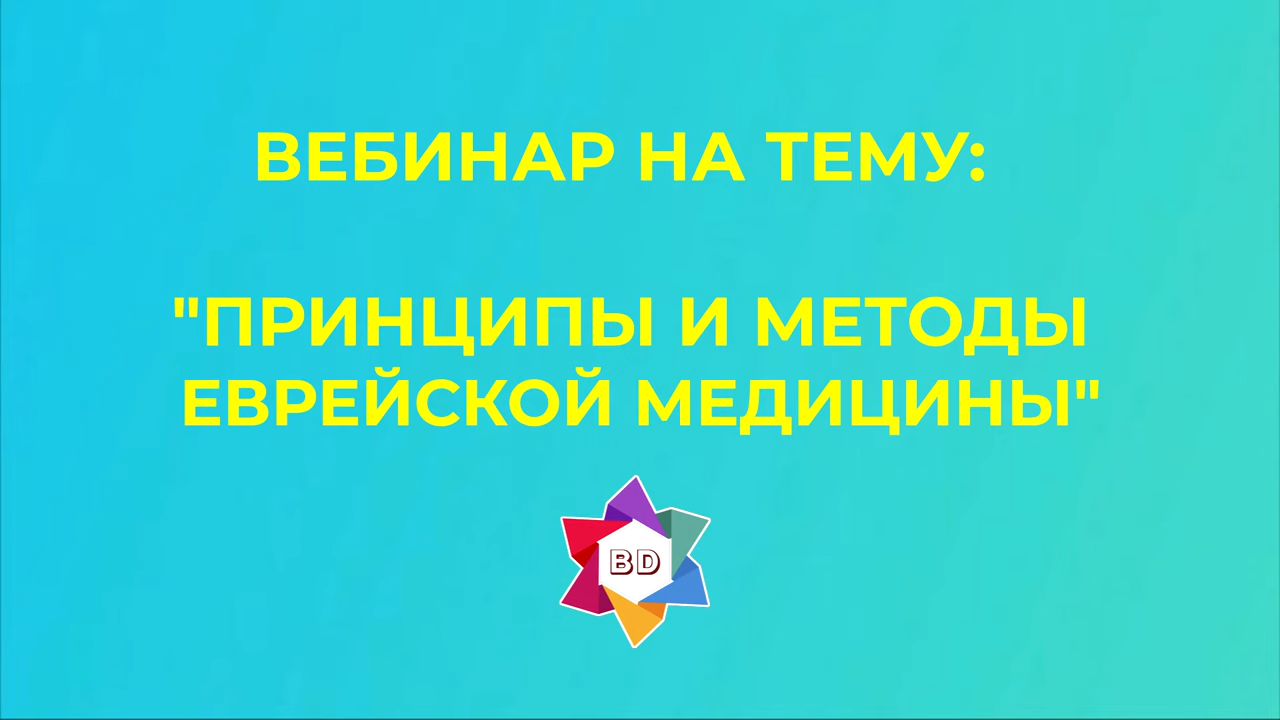 ВЕБИНАР НА ТЕМУ:
"ПРИНЦИПЫ И МЕТОДЫ
ЕВРЕЙСКОЙ МЕДИЦИНЫ"
BD